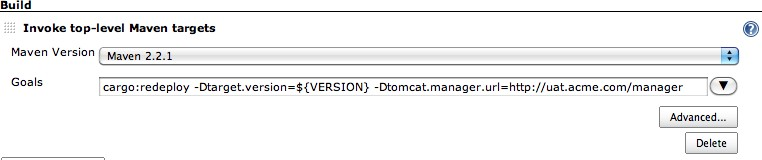 Build
Invoke top-level Maven targets
Maven Version Maven 2.2.1
Goals cargo:redeploy -Dtarget.version=${VERSION} -Dtomcat.manager.url=http://uat.acme.com/manager
Advanced...
Delete